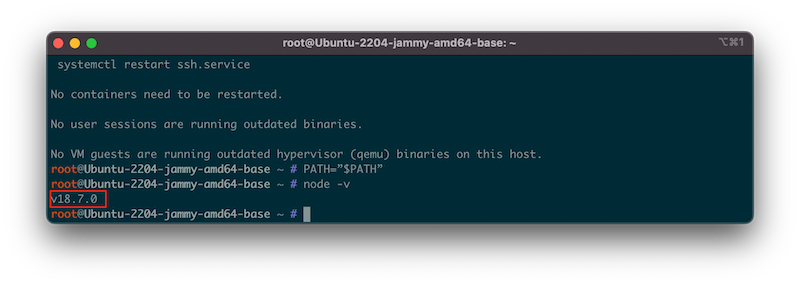 root@Ubuntu-2204-jammy-amd64-base: ~
⌥⌘1
systemctl restart ssh.service
No containers need to be restarted.
No user sessions are running outdated binaries.
No VM guests are running outdated hypervisor (qemu) binaries on this host.
root@Ubuntu-2204-jammy-amd64-base ~ # PATH=”$PATH”
root@Ubuntu-2204-jammy-amd64-base ~ # node -v
v18.7.0
root@Ubuntu-2204-jammy-amd64-base ~ #